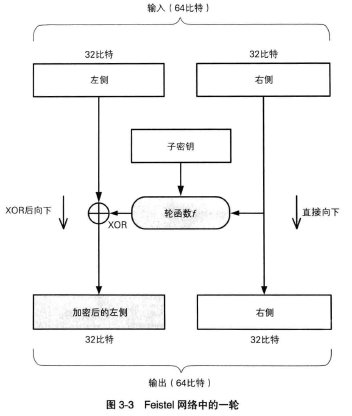 输入（64比特）
32比特 32比特
左侧 右侧
子密钥
轮函数f
XOR后向下 XOR 直接向下
加密后的左侧 右侧
32比特 32比特
输出（64比特）
图 3-3 Feistel 网络中的一轮